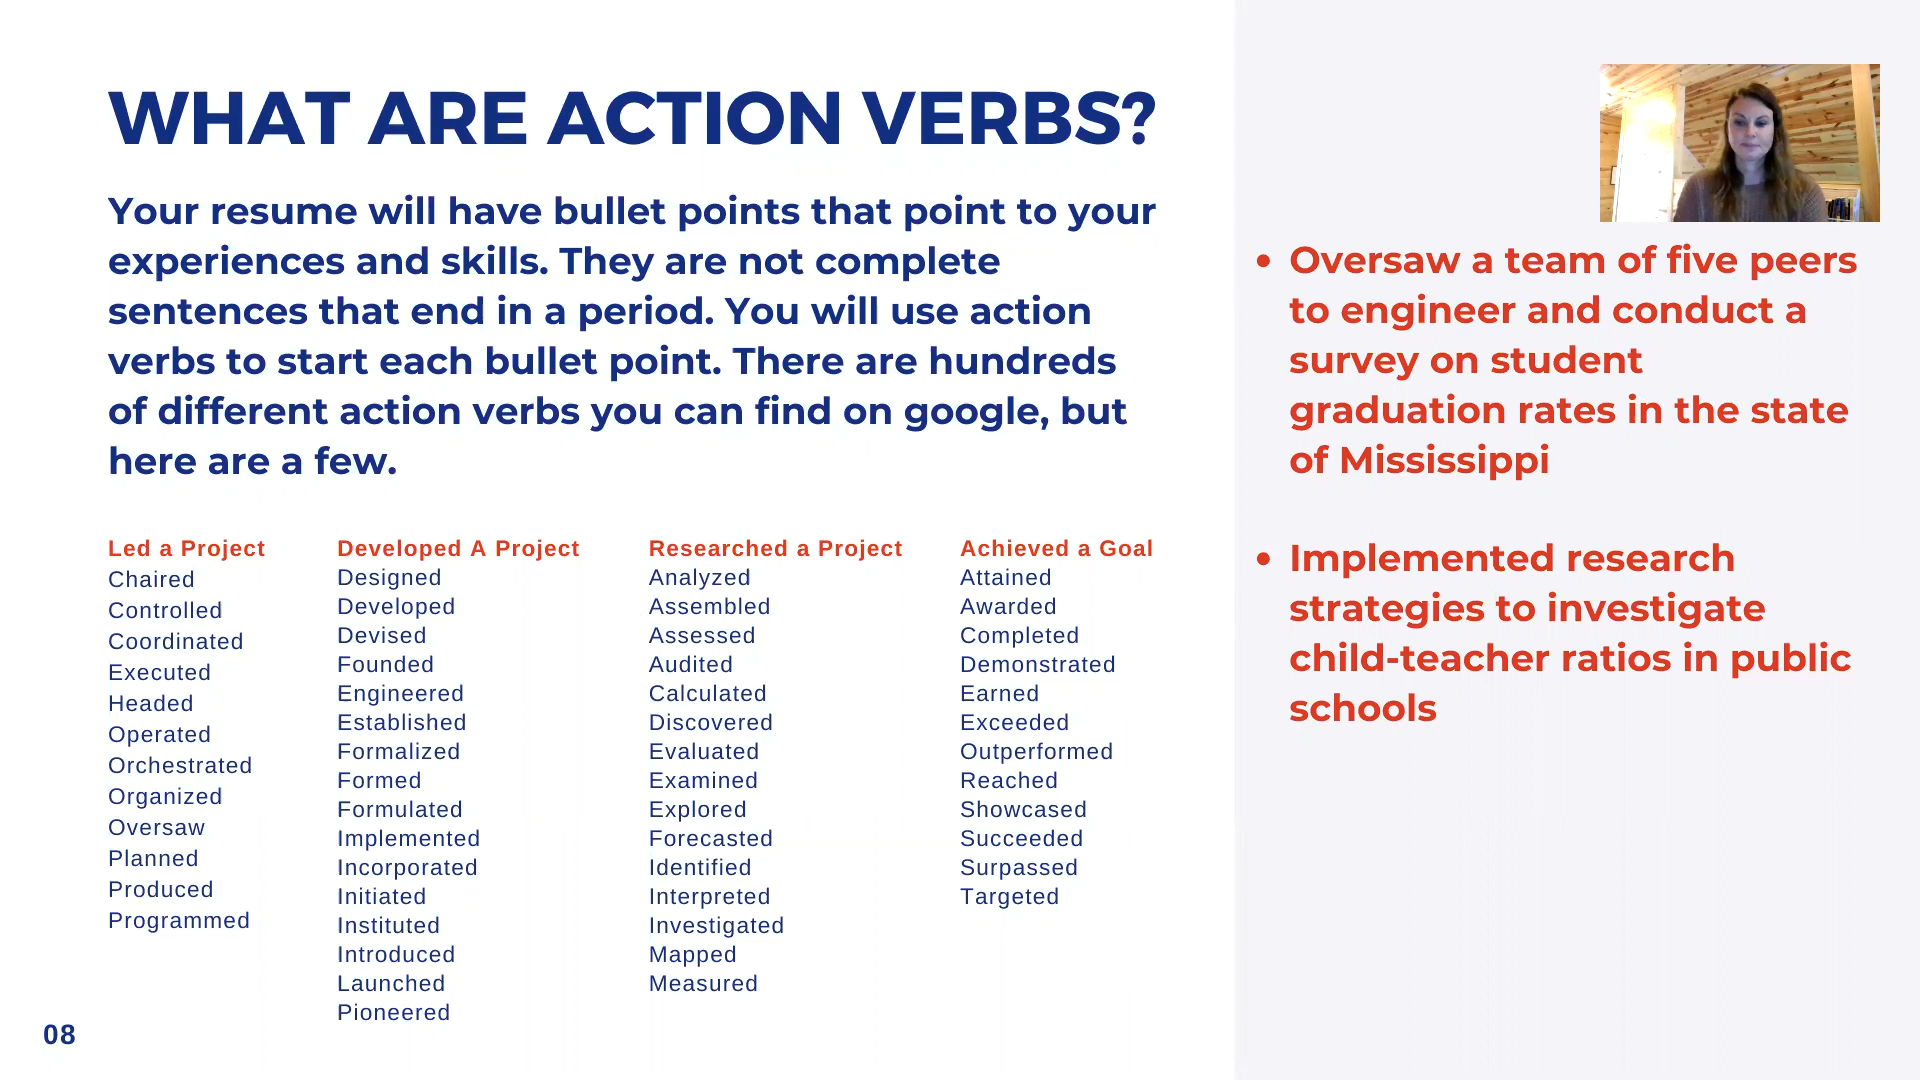 WHAT ARE ACTION VERBS?
Your resume will have bullet points that point to your
experiences and skills. They are not complete
sentences that end in a period. You will use action
verbs to start each bullet point. There are hundreds
of different action verbs you can find on google, but
here are a few.
Led a Project
Chaired
Controlled
Coordinated
Executed
Headed
Operated
Orchestrated
Organized
Oversaw
Planned
Produced
Programmed
Developed A Project
Designed
Developed
Devised
Founded
Engineered
Established
Formalized
Formed
Formulated
Implemented
Incorporated
Initiated
Instituted
Introduced
Launched
Pioneered
Researched a Project
Analyzed
Assembled
Assessed
Audited
Calculated
Discovered
Evaluated
Examined
Explored
Forecasted
Identified
Interpreted
Investigated
Mapped
Measured
Achieved a Goal
Attained
Awarded
Completed
Demonstrated
Earned
Exceeded
Outperformed
Reached
Showcased
Succeeded
Surpassed
Targeted
• Oversaw a team of five peers
to engineer and conduct a
survey on student
graduation rates in the state
of Mississippi
• Implemented research
strategies to investigate
child-teacher ratios in public
schools
08